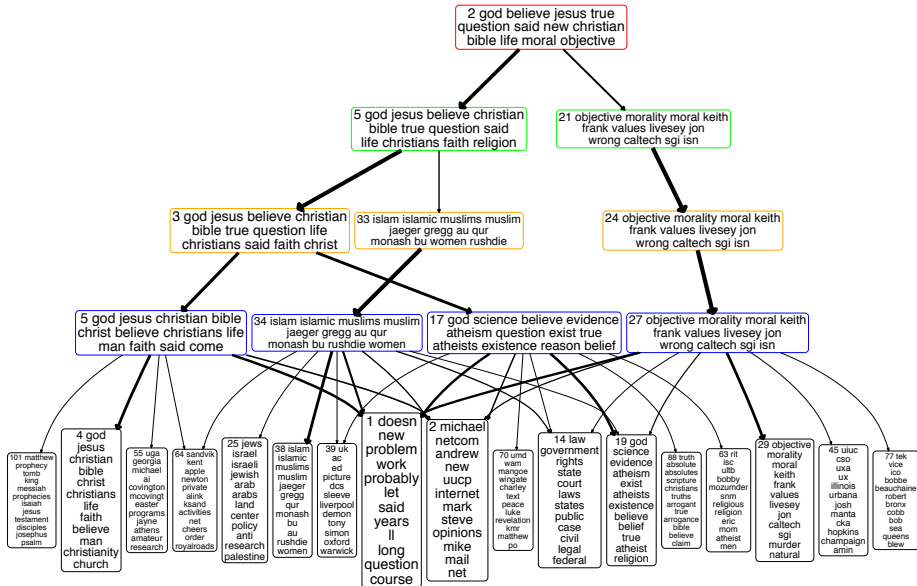 2 god believe jesus true
question said new christian
bible life moral objective
5 god jesus believe christian
bible true question said
life christians faith religion
21 objective morality moral keith
frank values livesey jon
wrong caltech sgi isn
3 god jesus believe christian
bible true question life
christians said faith christ
33 islam islamic muslims muslim
jaeger gregg au qur
monash bu women rushdie
24 objective morality moral keith
frank values livesey jon
wrong caltech sgi isn
5 god jesus christian bible
christ believe christians life
man faith said come
34 islam islamic muslims muslim
jaeger gregg au qur
monash bu rushdie women
17 god science believe evidence
atheism question exist true
atheists existence reason belief
27 objective morality moral keith
frank values livesey jon
wrong caltech sgi isn
101 matthew
prophecy
tomb
king
messiah
prophecies
isaiah
jesus
testament
disciples
josephus
psalm
4 god
jesus
christian
bible
christ
christians
life
faith
believe
man
christianity
church
55 uga
georgia
michael
ai
covington
mcovingt
easter
programs
jayne
athens
amateur
research
64 sandvik
kent
apple
newton
private
alink
ksand
activities
net
cheers
order
royalroads
25 jews
israel
israeli
jewish
arab
arabs
land
center
policy
anti
research
palestine
38 islam
islamic
muslims
muslim
jaeger
gregg
qur
monash
bu
au
rushdie
women
39 uk
ac
ed
picture
dcs
sleeve
liverpool
demon
tony
simon
oxford
warwick
1 doesn
new
problem
work
probably
let
said
years
ll
long
question
course
2 michael
netcom
andrew
new
uucp
internet
mark
steve
opinions
mike
mail
net
70 umd
wam
mangoe
wingate
charley
text
peace
luke
revelation
kmr
matthew
po
14 law
government
rights
state
court
laws
states
public
case
civil
legal
federal
19 god
science
evidence
atheism
exist
atheists
existence
believe
belief
true
atheist
religion
88 truth
absolute
absolutes
scripture
christians
truths
arrogant
true
arrogance
bible
believe
claim
63 rit
isc
ultb
bobby
mozumder
snm
religious
religion
eric
mom
atheist
men
29 objective
morality
moral
keith
frank
values
livesey
jon
caltech
sgi
murder
natural
45 uiuc
cso
uxa
ux
illinois
urbana
josh
manta
cka
hopkins
champaign
amin
77 tek
vice
ico
bobbe
beauchaine
robert
bronx
cobb
bob
sea
queens
blew